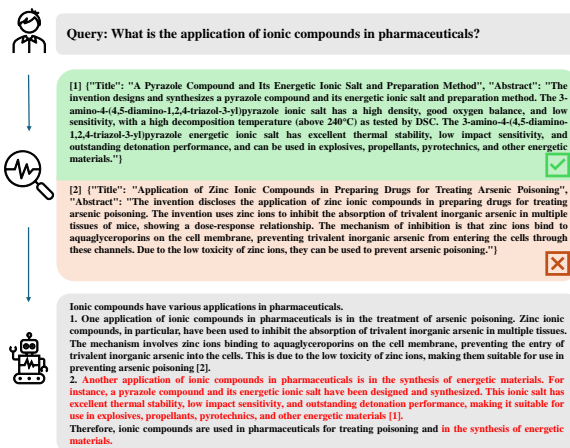 Query: What is the application of ionic compounds in pharmaceuticals?
[1] {"Title": "A Pyrazole Compound and Its Energetic Ionic Salt and Preparation Method", "Abstract": "The
invention designs and synthesizes a pyrazole compound and its energetic ionic salt and preparation method. The 3-
amino-4-(4,5-diamino-1,2,4-triazol-3-yl)pyrazole ionic salt has a high density, good oxygen balance, and low
sensitivity, with a high decomposition temperature (above 240°C) as tested by DSC. The 3-amino-4-(4,5-diamino-
1,2,4-triazol-3-yl)pyrazole energetic ionic salt has excellent thermal stability, low impact sensitivity, and
outstanding detonation performance, and can be used in explosives, propellants, pyrotechnics, and other energetic
materials."}
[2] {"Title": "Application of Zinc Ionic Compounds in Preparing Drugs for Treating Arsenic Poisoning",
"Abstract": "The invention discloses the application of zinc ionic compounds in preparing drugs for treating
arsenic poisoning. The invention uses zinc ions to inhibit the absorption of trivalent inorganic arsenic in multiple
tissues of mice, showing a dose-response relationship. The mechanism of inhibition is that zinc ions bind to
aquaglyceroporins on the cell membrane, preventing trivalent inorganic arsenic from entering the cells through
these channels. Due to the low toxicity of zinc ions, they can be used to prevent arsenic poisoning."}
Ionic compounds have various applications in pharmaceuticals.
1. One application of ionic compounds in pharmaceuticals is in the treatment of arsenic poisoning. Zinc ionic
compounds, in particular, have been used to inhibit the absorption of trivalent inorganic arsenic in multiple tissues.
The mechanism involves zinc ions binding to aquaglyceroporins on the cell membrane, preventing the entry of
trivalent inorganic arsenic into the cells. This is due to the low toxicity of zinc ions, making them suitable for use in
preventing arsenic poisoning [2].
2. Another application of ionic compounds in pharmaceuticals is in the synthesis of energetic materials. For
instance, a pyrazole compound and its energetic ionic salt have been designed and synthesized. This ionic salt has
excellent thermal stability, low impact sensitivity, and outstanding detonation performance, making it suitable for
use in explosives, propellants, pyrotechnics, and other energetic materials [1].
Therefore, ionic compounds are used in pharmaceuticals for treating poisoning and in synthesis of energetic
materials.